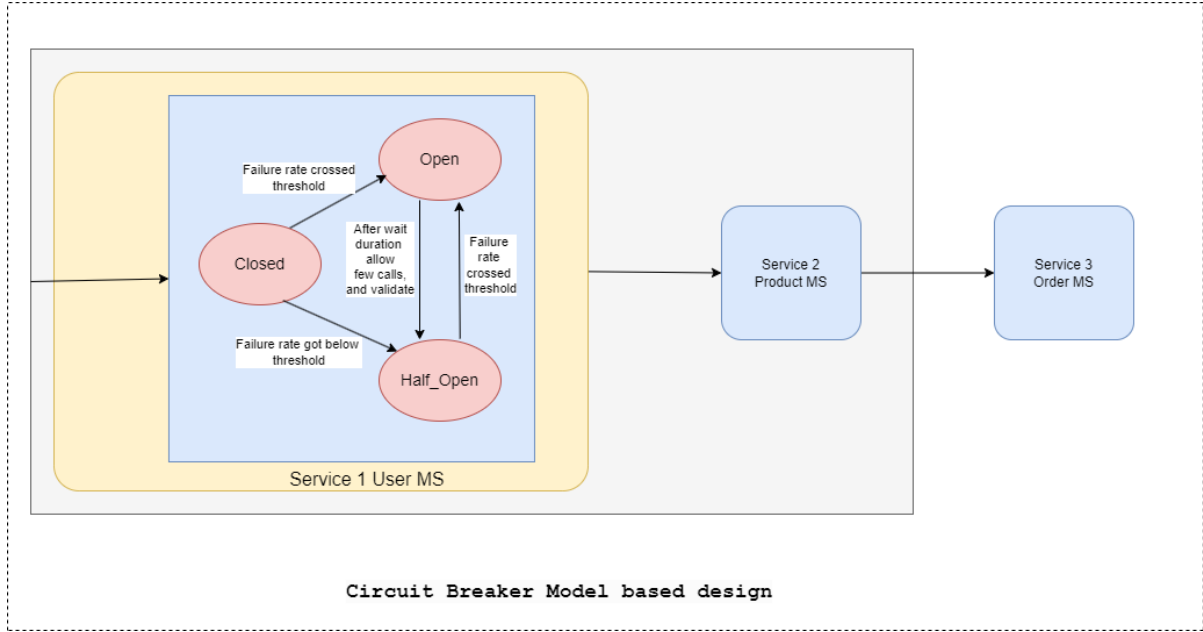 Open
Failure rate crossed
threshold
After wait
duration
allow
few calls,
and validate
Failure
rate
crossed
threshold
Closed
Failure rate got below
threshold
Half_Open
Service 1 User MS
Service 2
Product MS
Service 3
Order MS
Circuit Breaker Model based design